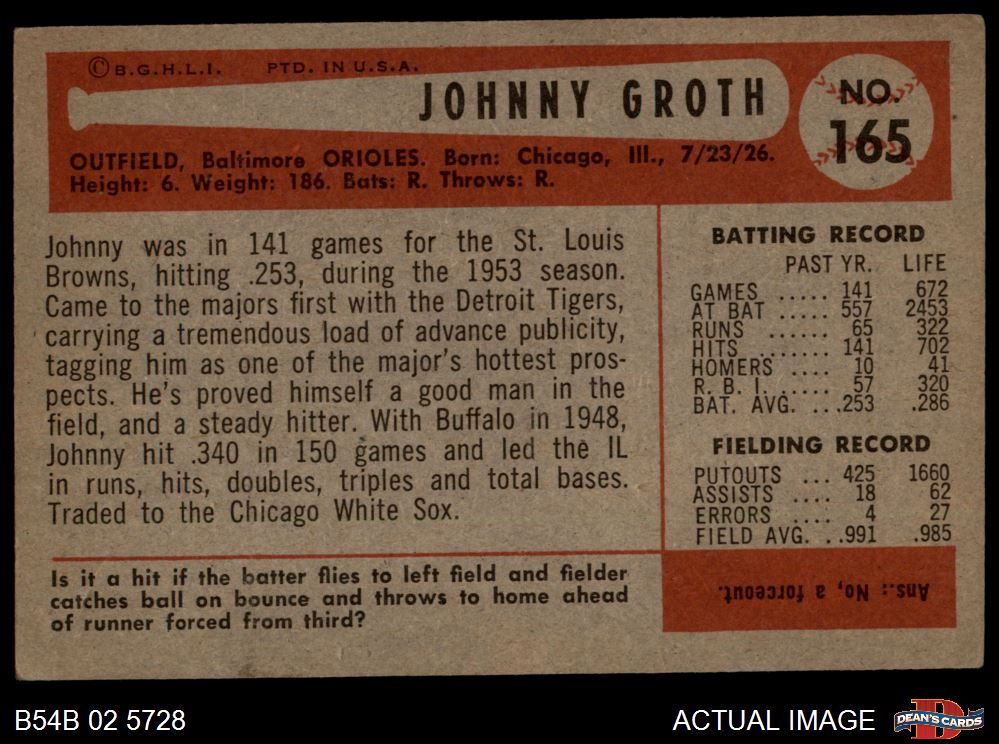 ©B.G.H.L.I. PTD. IN U.S.A.
JOHNNY GROTH
NO.
165
OUTFIELD, Baltimore ORIOLES. Born: Chicago, Ill., 7/23/26.
Height: 6. Weight: 186. Bats: R. Throws: R.
Johnny was in 141 games for the St. Louis
Browns, hitting .253, during the 1953 season.
Came to the majors first with the Detroit Tigers,
carrying a tremendous load of advance publicity,
tagging him as one of the major's hottest pros-
pects. He's proved himself a good man in the
field, and a steady hitter. With Buffalo in 1948,
Johnny hit .340 in 150 games and led the IL
in runs, hits, doubles, triples and total bases.
Traded to the Chicago White Sox.
BATTING RECORD
PAST YR. LIFE
GAMES ..... 141 672
AT BAT ..... 557 2453
RUNS ...... 65 322
HITS ....... 141 702
HOMERS .... 10 41
R. B. I. ...... 57 320
BAT. AVG. ...253 .286
FIELDING RECORD
PUTOUTS ... 425 1660
ASSISTS .... 18 62
ERRORS .... 4 27
FIELD AVG. ..991 .985
Is it a hit if the batter flies to left field and fielder
catches ball on bounce and throws to home ahead
of runner forced from third?
Ans.: No, a forceout.
B54B 02 5728
ACTUAL IMAGE
D
DEAN'S CARDS